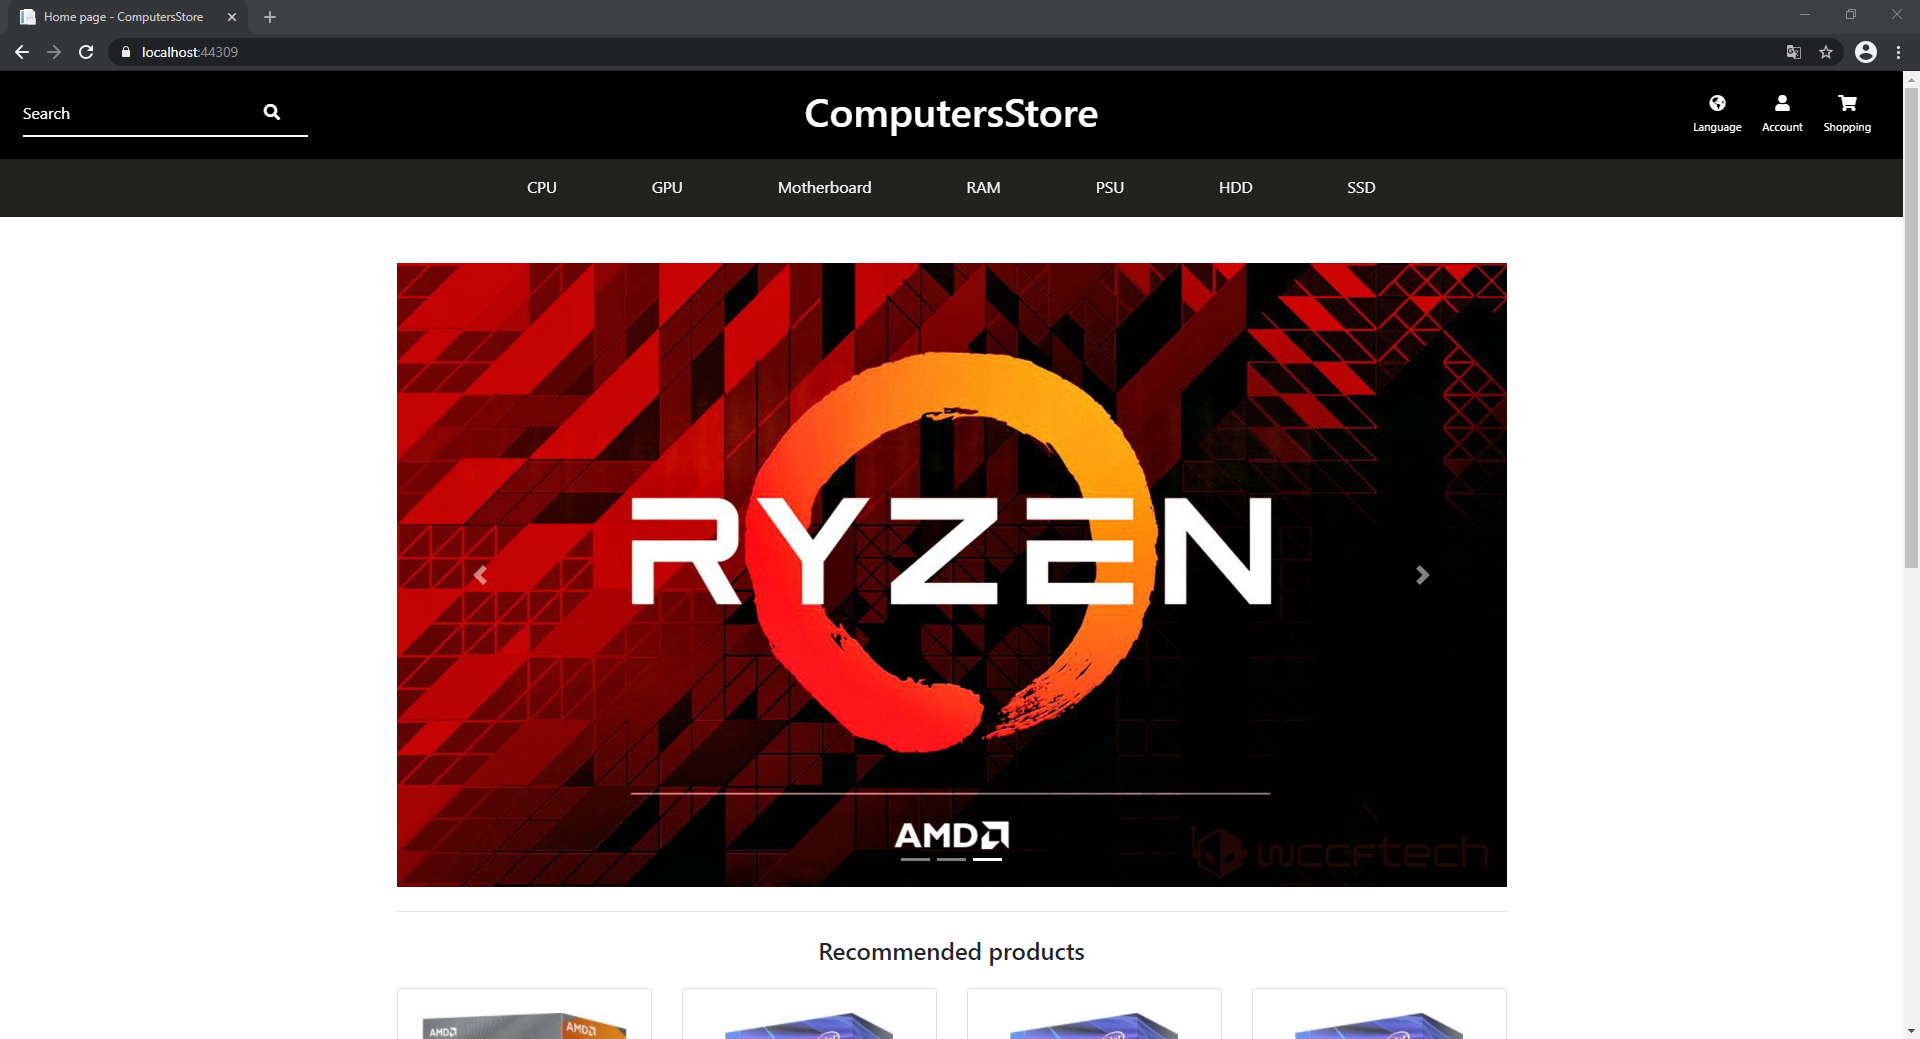 Home page - ComputersStore
localhost:44309
Search
ComputersStore
Language
Account
Shopping
CPU
GPU
Motherboard
RAM
PSU
HDD
SSD
RYZEN
AMD
wccftech
Recommended products
AMD
AMD